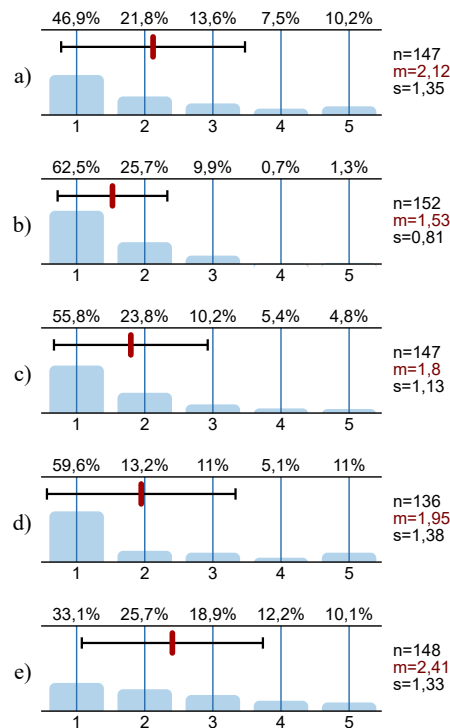 46,9% 21,8% 13,6% 7,5% 10,2%
a)
n=147
m=2,12
s=1,35
1 2 3 4 5
62,5% 25,7% 9,9% 0,7% 1,3%
b)
n=152
m=1,53
s=0,81
1 2 3 4 5
55,8% 23,8% 10,2% 5,4% 4,8%
c)
n=147
m=1,8
s=1,13
1 2 3 4 5
59,6% 13,2% 11% 5,1% 11%
d)
n=136
m=1,95
s=1,38
1 2 3 4 5
33,1% 25,7% 18,9% 12,2% 10,1%
e)
n=148
m=2,41
s=1,33
1 2 3 4 5